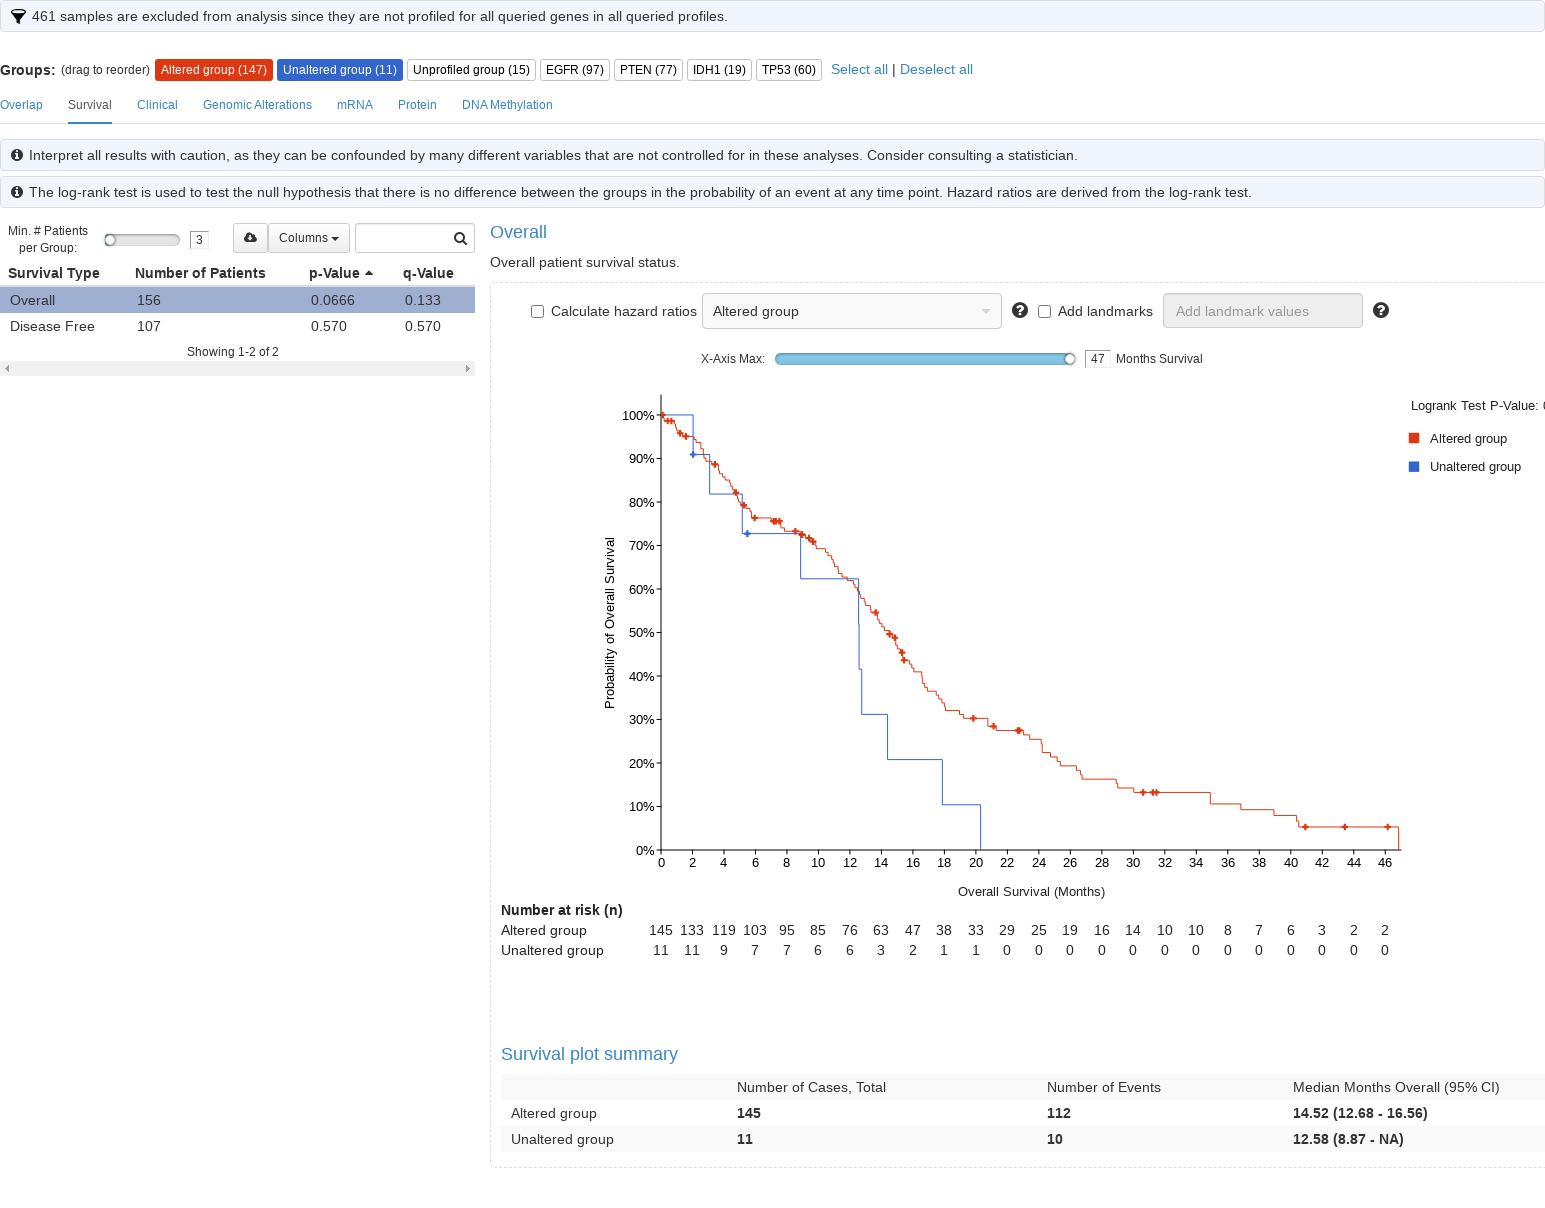 461 samples are excluded from analysis since they are not profiled for all queried genes in all queried profiles.
Groups: (drag to reorder) Altered group (147) Unaltered group (11) Unprofiled group (15) EGFR (97) PTEN (77) IDH1 (19) TP53 (60) Select all | Deselect all
Overlap Survival Clinical Genomic Alterations mRNA Protein DNA Methylation
Interpret all results with caution, as they can be confounded by many different variables that are not controlled for in these analyses. Consider consulting a statistician.
The log-rank test is used to test the null hypothesis that there is no difference between the groups in the probability of an event at any time point. Hazard ratios are derived from the log-rank test.
Min. # Patients
per Group:
3
Columns
Survival Type Number of Patients p-Value q-Value
Overall 156 0.0666 0.133
Disease Free 107 0.570 0.570
Showing 1-2 of 2
Overall
Overall patient survival status.
Calculate hazard ratios Altered group Add landmarks Add landmark values
X-Axis Max: 47 Months Survival
Logrank Test P-Value:
Altered group
Unaltered group
Probability of Overall Survival
100%
90%
80%
70%
60%
50%
40%
30%
20%
10%
0%
0 2 4 6 8 10 12 14 16 18 20 22 24 26 28 30 32 34 36 38 40 42 44 46
Overall Survival (Months)
Number at risk (n)
Altered group 145 133 119 103 95 85 76 63 47 38 33 29 25 19 16 14 10 10 8 7 6 3 2 2
Unaltered group 11 11 9 7 7 6 6 3 2 1 1 0 0 0 0 0 0 0 0 0 0 0 0 0
Survival plot summary
Number of Cases, Total Number of Events Median Months Overall (95% CI)
Altered group 145 112 14.52 (12.68 - 16.56)
Unaltered group 11 10 12.58 (8.87 - NA)